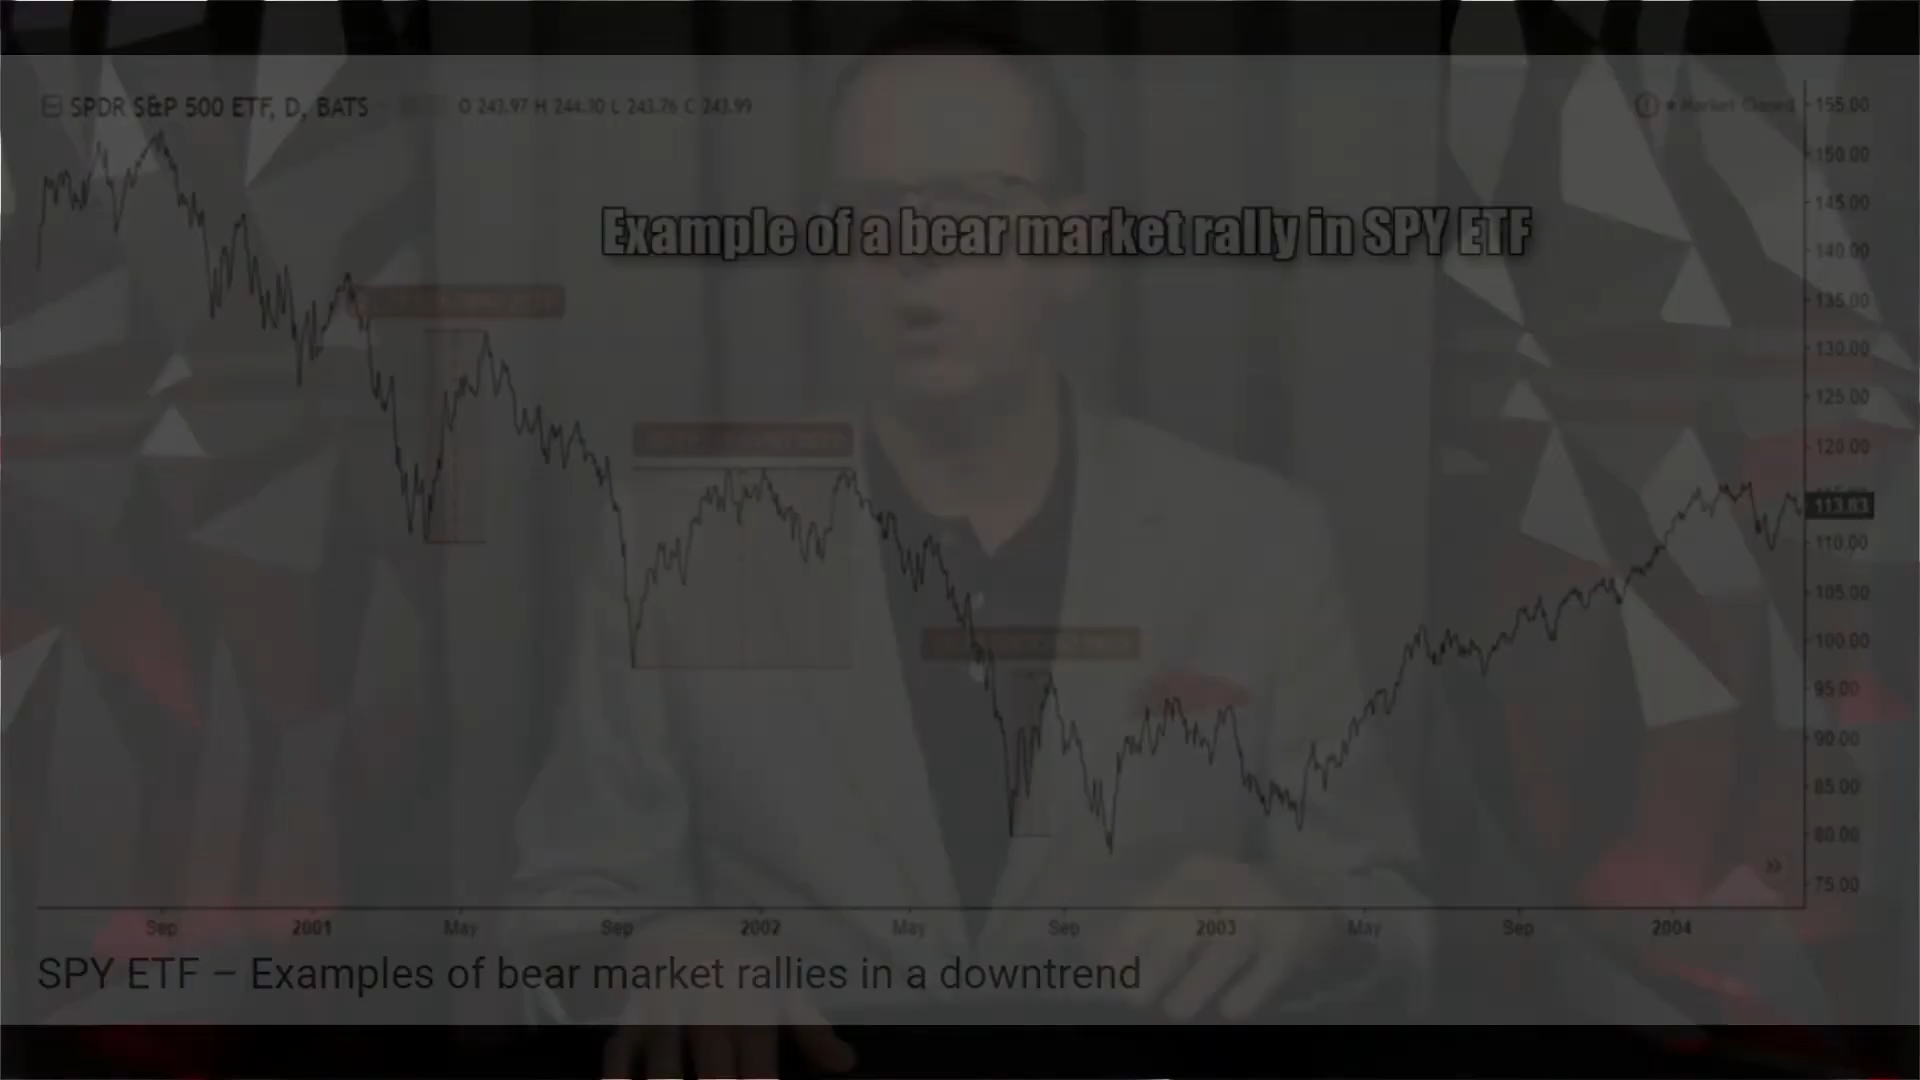 SPDR S&P 500 ETF, D, BATS
O 243.97 H 244.30 L 243.76 C 243.99
Market Closed
Example of a bear market rally in SPY ETF
155.00
150.00
145.00
140.00
135.00
130.00
125.00
120.00
113.83
110.00
105.00
100.00
95.00
90.00
85.00
80.00
75.00
Sep 2001 May Sep 2002 May Sep 2003 May Sep 2004
SPY ETF – Examples of bear market rallies in a downtrend